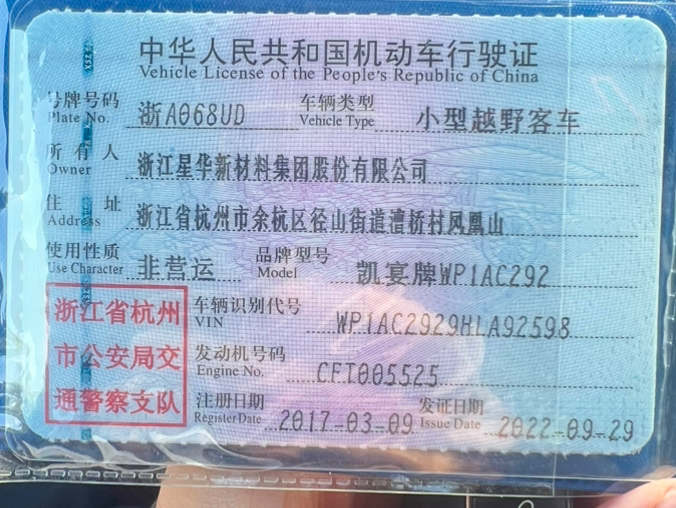 中华人民共和国机动车行驶证
Vehicle License of the People's Republic of China
号牌号码 浙A068UD 车辆类型 小型越野客车
Plate No. Vehicle Type
所有人 浙江星华新材料集团股份有限公司
Owner
住址 浙江省杭州市余杭区径山街道漕桥村凤凰山
Address
使用性质 非营运 品牌型号 凯宴牌WP1AC292
Use Character Model
浙江省杭州
市公安局交
通警察支队
车辆识别代号 WP1AC2929HLA92598
VIN
发动机号码 CFT005525
Engine No.
注册日期 2017-03-09 发证日期 2022-09-29
Register Date Issue Date